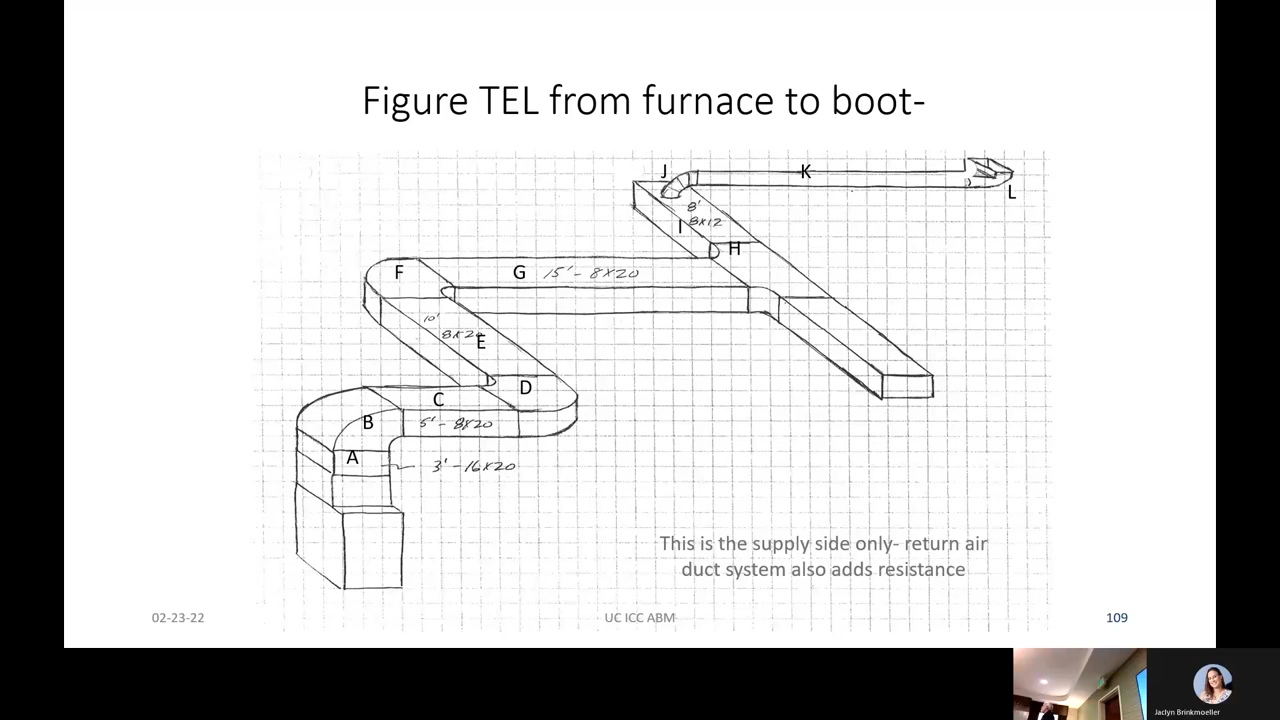 Figure TEL from furnace to boot-
J
K
L
8'
8x12
I
H
F
G
15' - 8x20
10'
8x20
E
D
C
B
5' - 8x20
A
3' - 16x20
This is the supply side only- return air
duct system also adds resistance
02-23-22
UC ICC ABM
109
Jaclyn Brinkmoeller